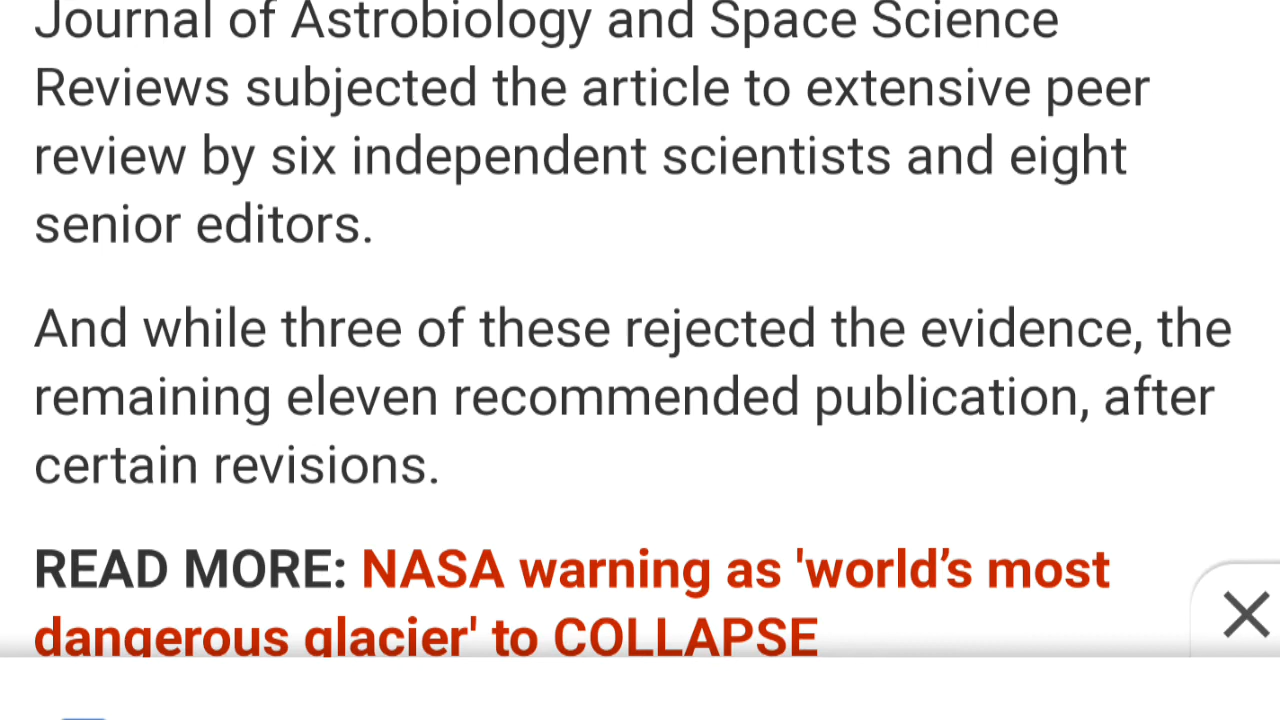 Journal of Astrobiology and Space Science
Reviews subjected the article to extensive peer
review by six independent scientists and eight
senior editors.
And while three of these rejected the evidence, the
remaining eleven recommended publication, after
certain revisions.
READ MORE: NASA warning as 'world’s most
dangerous glacier' to COLLAPSE